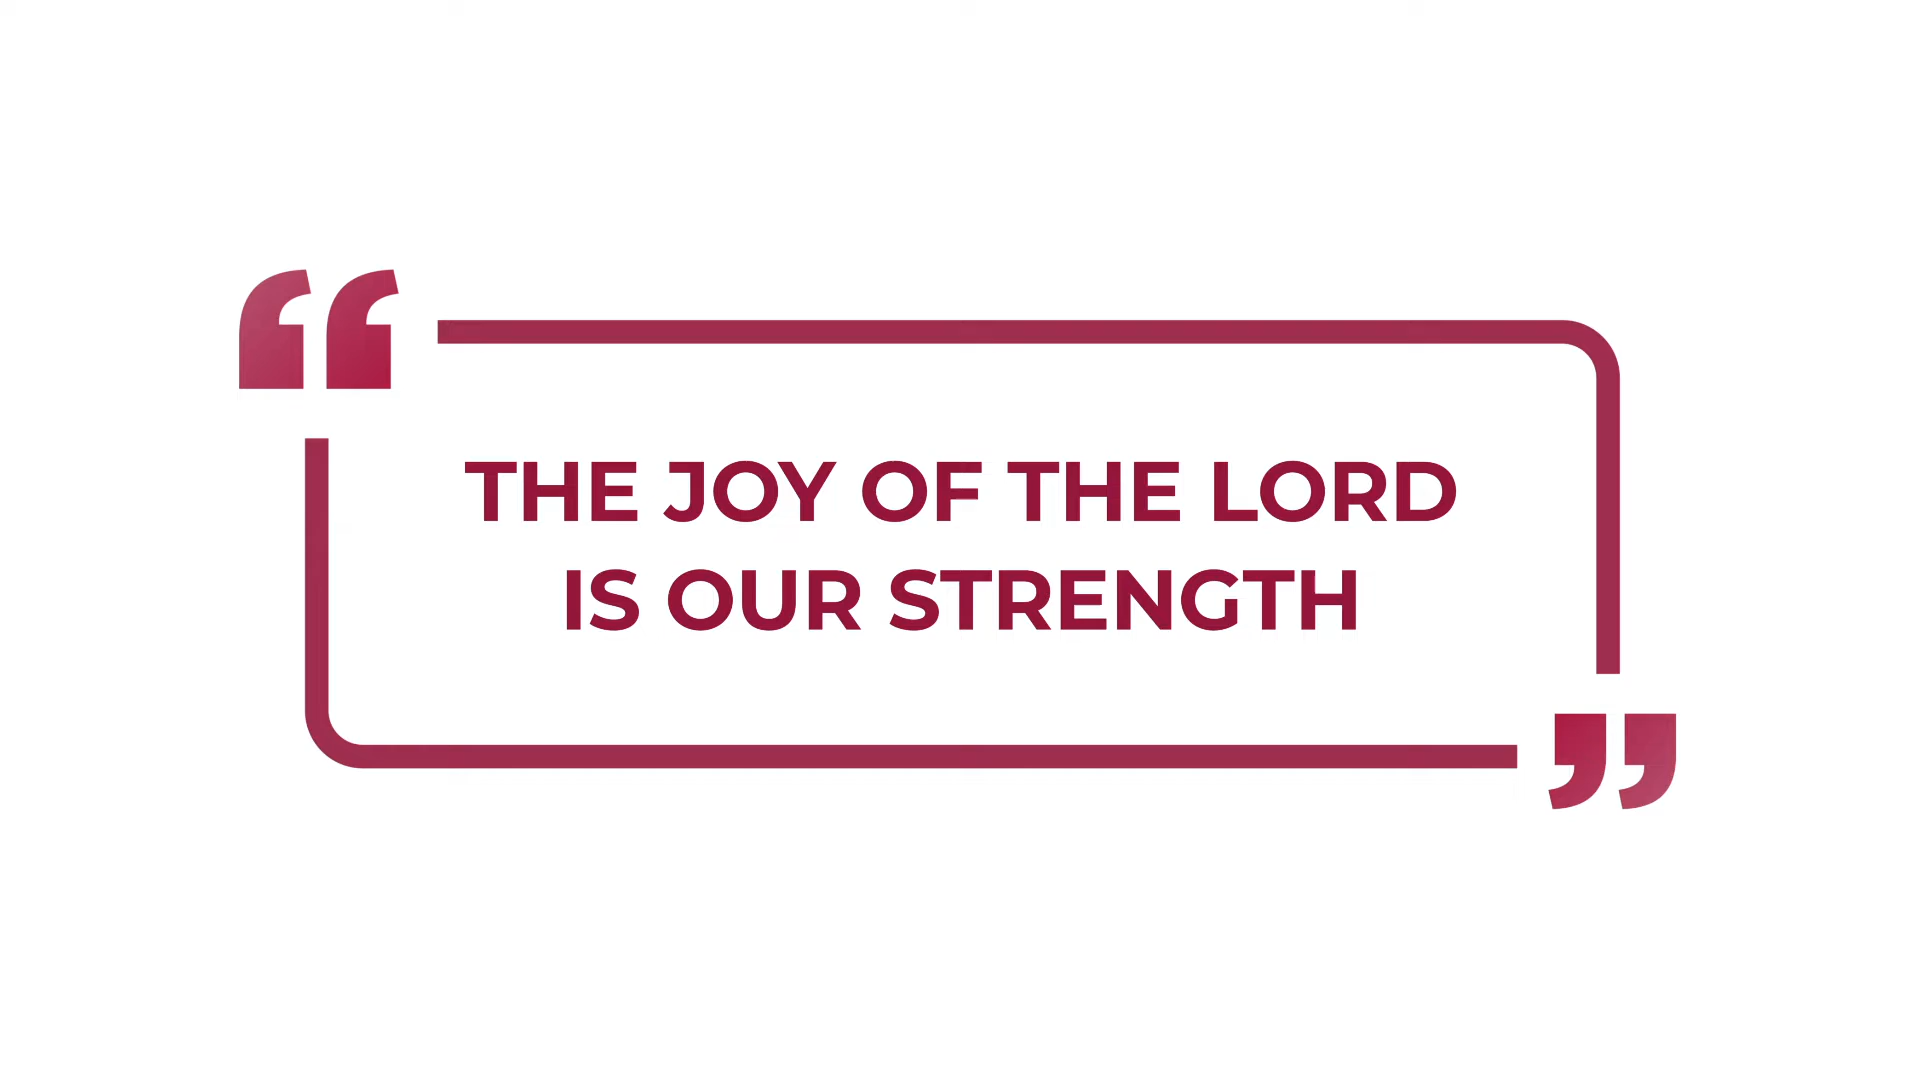 “
THE JOY OF THE LORD
IS OUR STRENGTH
”